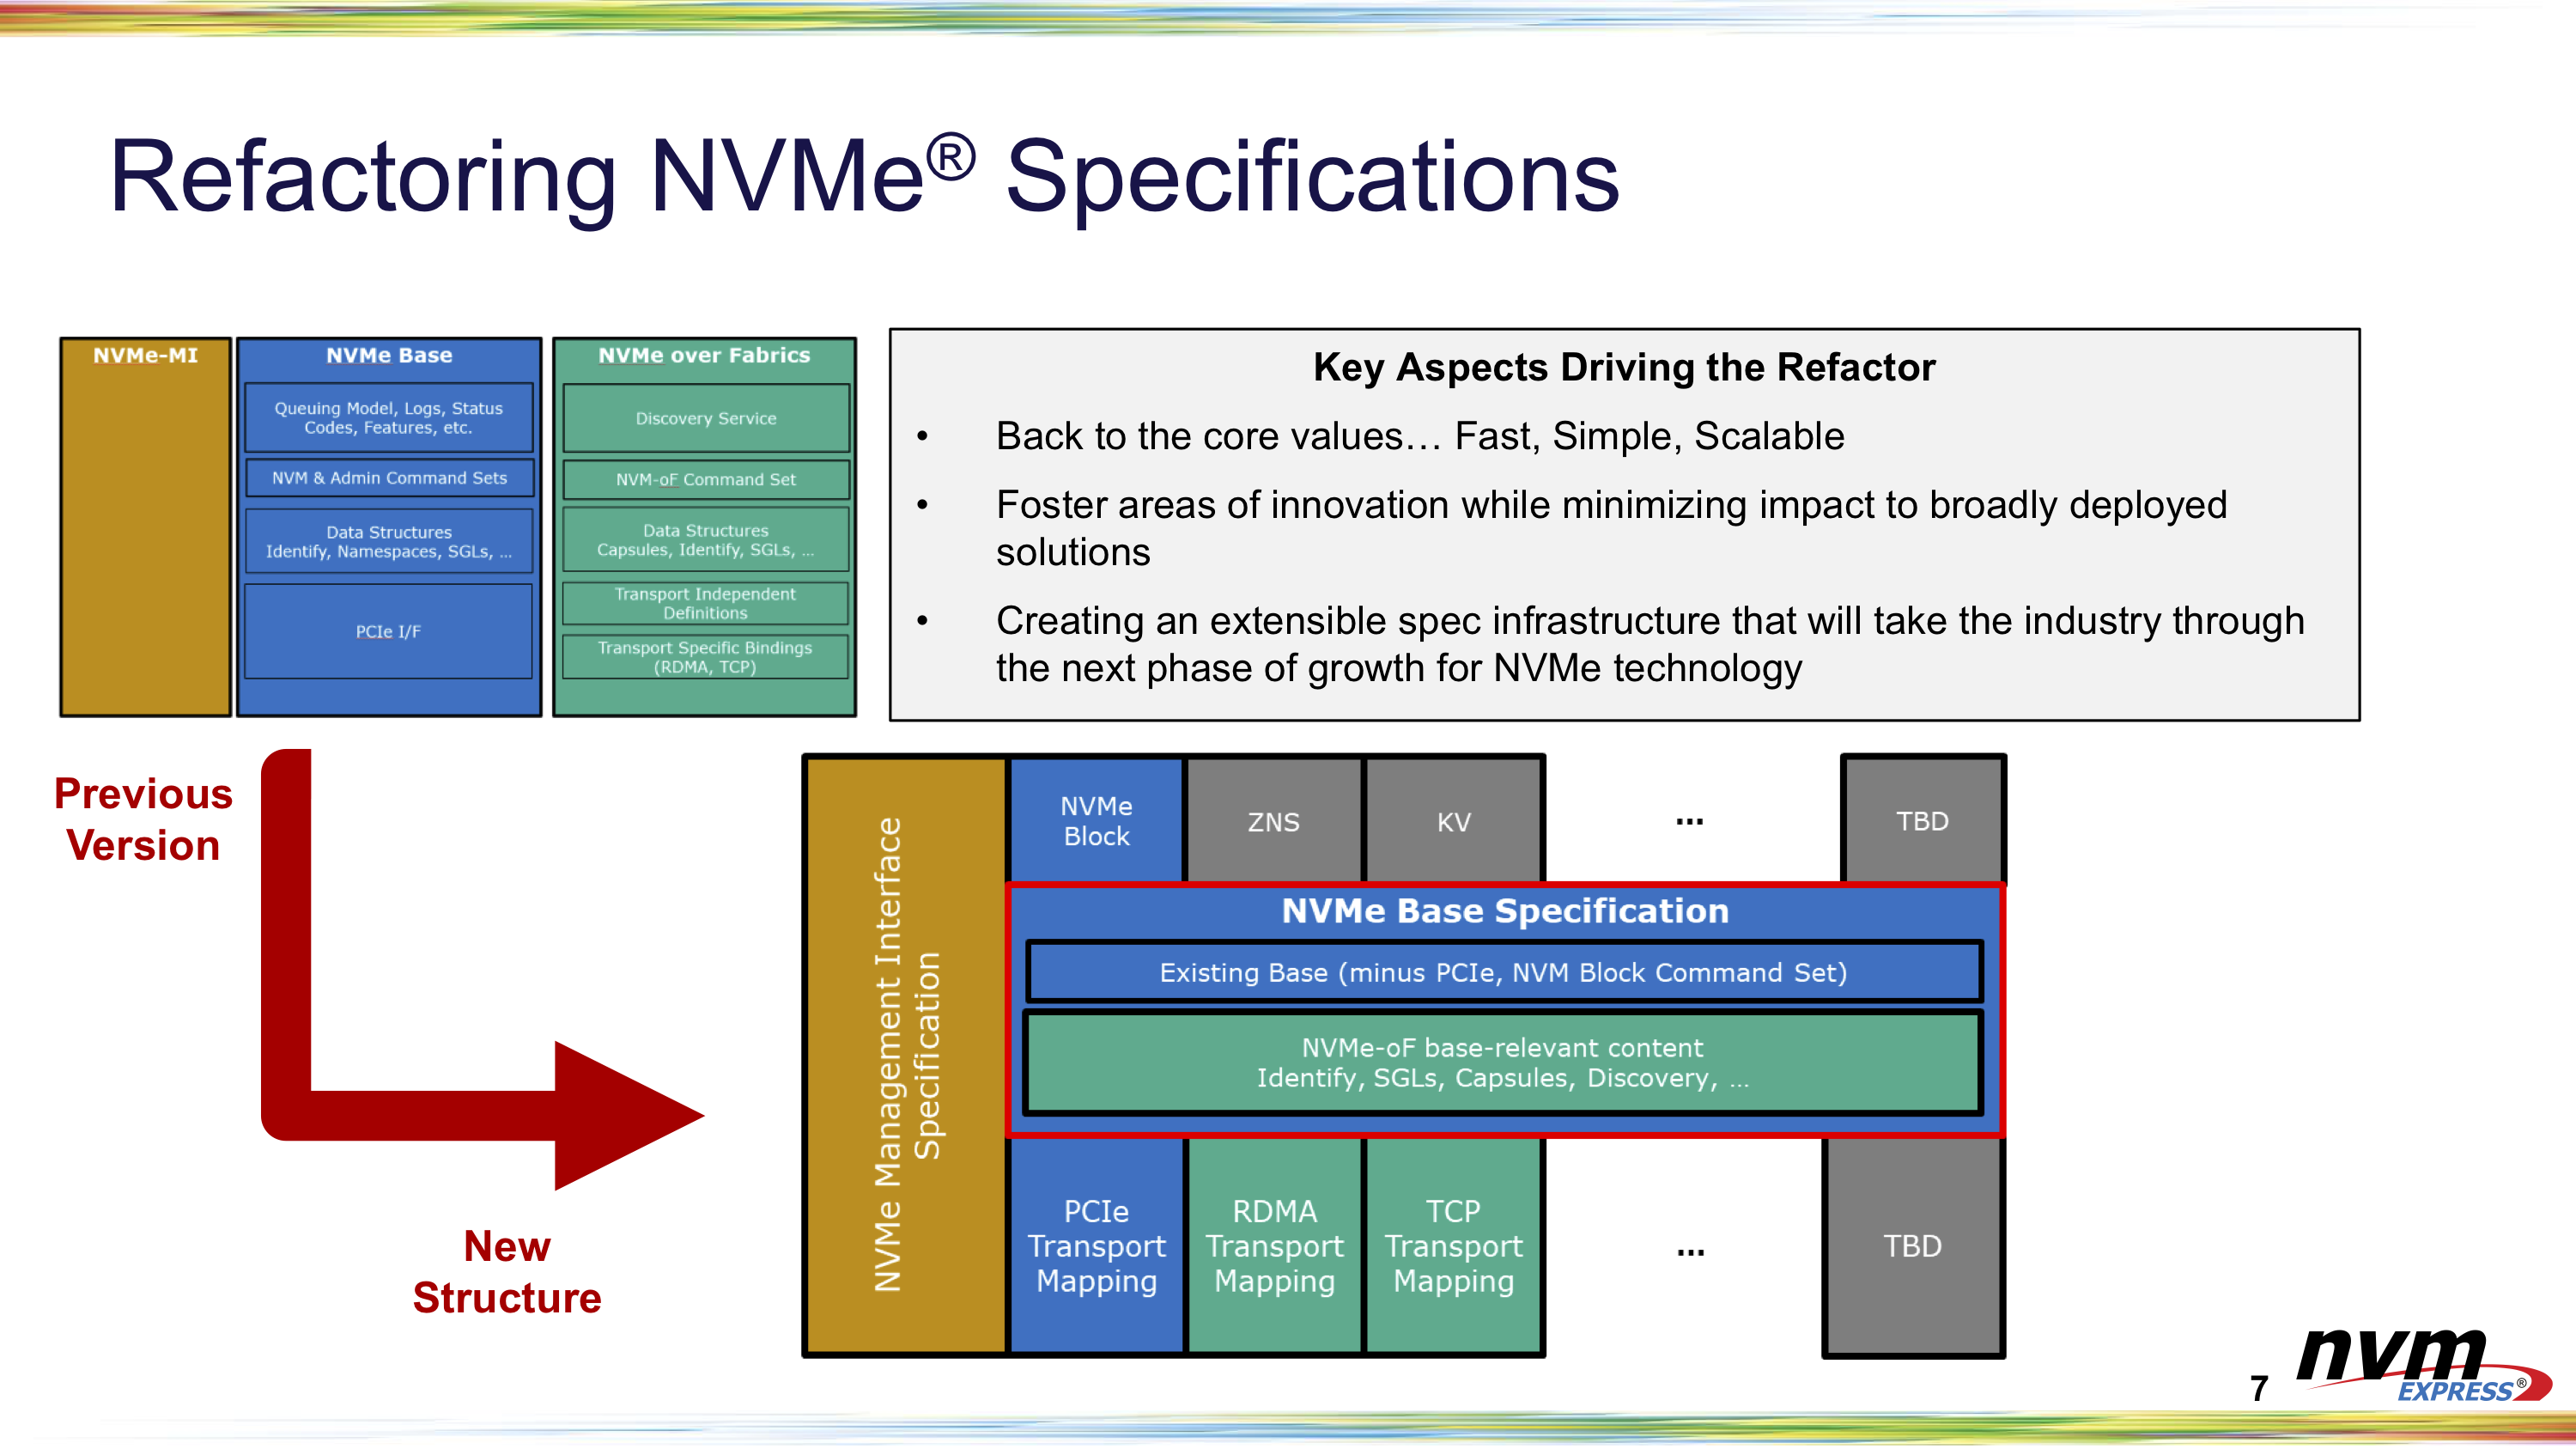 Refactoring NVMe® Specifications
NVMe-MI
NVMe Base
Queuing Model, Logs, Status
Codes, Features, etc.
NVM & Admin Command Sets
Data Structures
Identify, Namespaces, SGLs, ...
PCIe I/F
NVMe over Fabrics
Discovery Service
NVM-oF Command Set
Data Structures
Capsules, Identify, SGLs, ...
Transport Independent
Definitions
Transport Specific Bindings
(RDMA, TCP)
Key Aspects Driving the Refactor
• Back to the core values… Fast, Simple, Scalable
• Foster areas of innovation while minimizing impact to broadly deployed
solutions
• Creating an extensible spec infrastructure that will take the industry through
the next phase of growth for NVMe technology
Previous
Version
New
Structure
NVMe Management Interface
Specification
NVMe
Block
ZNS
KV
...
TBD
NVMe Base Specification
Existing Base (minus PCIe, NVM Block Command Set)
NVMe-oF base-relevant content
Identify, SGLs, Capsules, Discovery, ...
PCIe
Transport
Mapping
RDMA
Transport
Mapping
TCP
Transport
Mapping
...
TBD
7
nvm
EXPRESS®